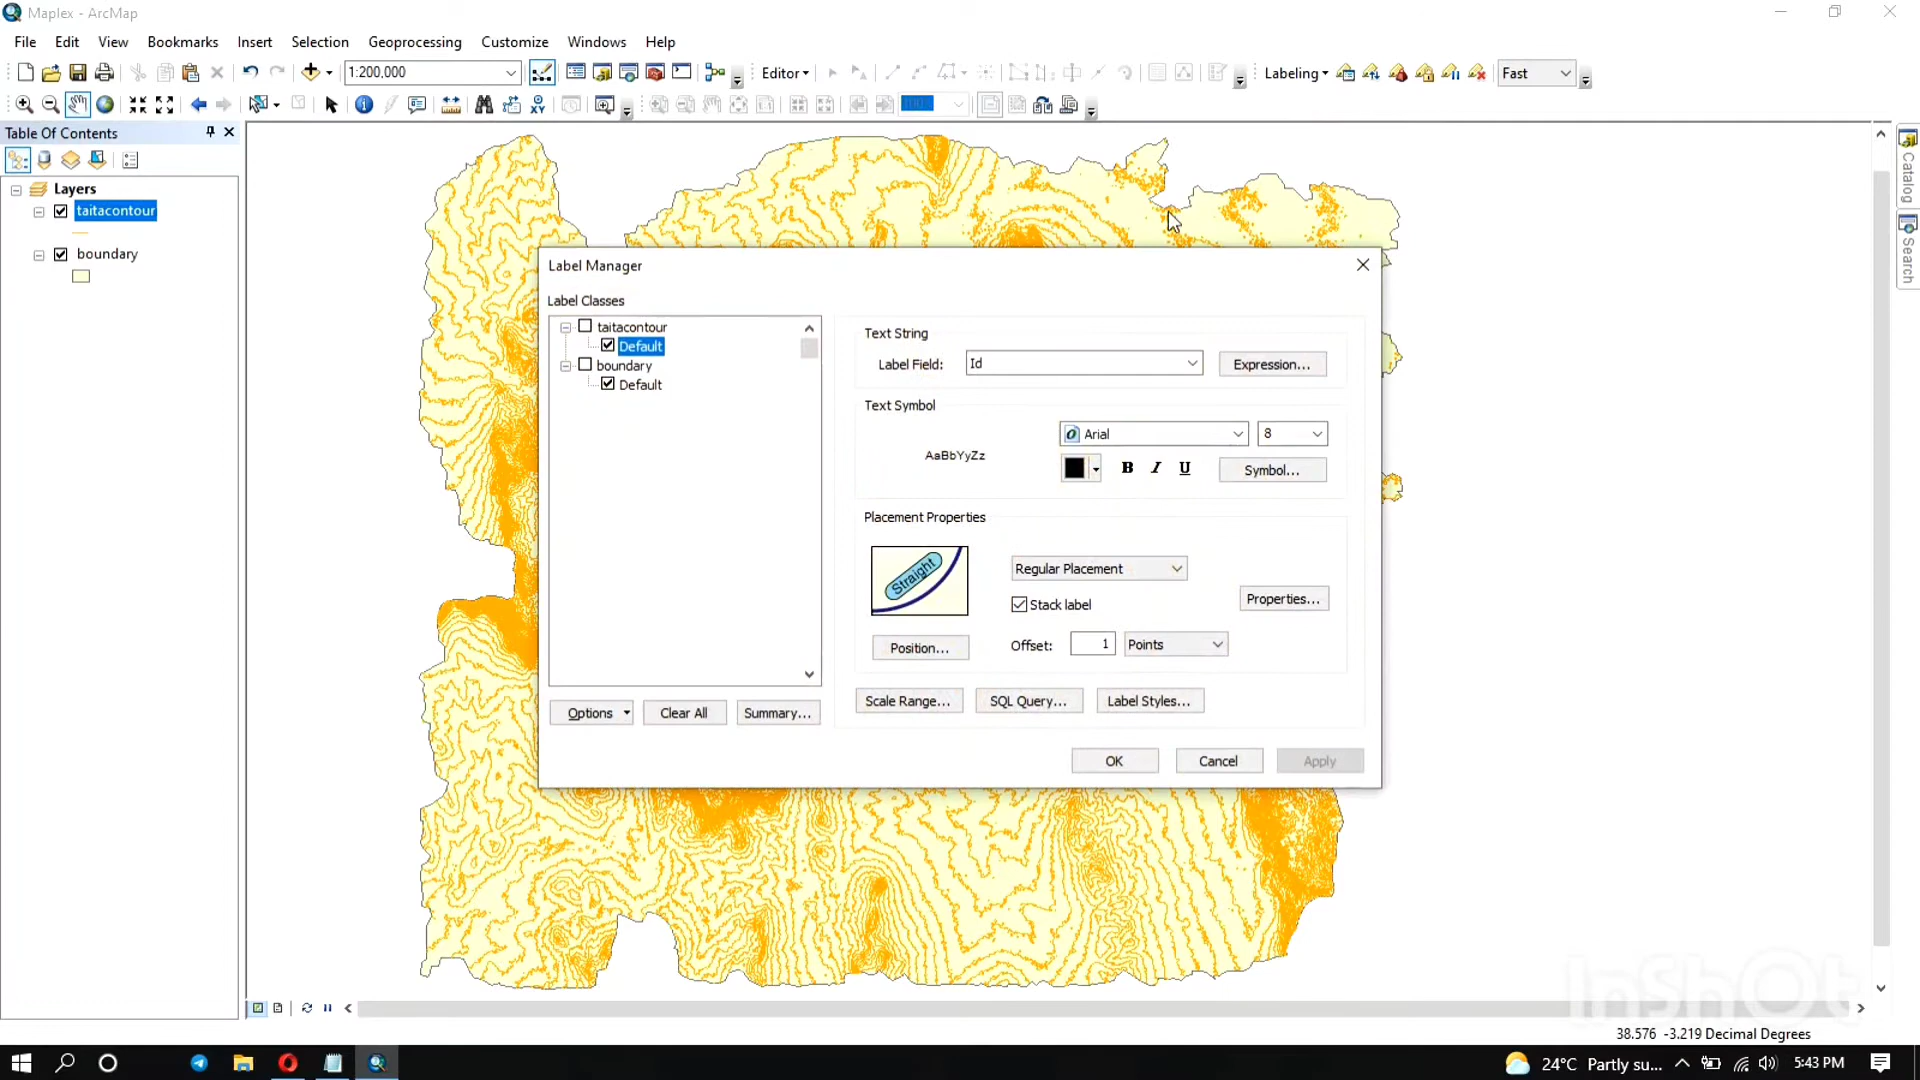 Maplex - ArcMap
File Edit View Bookmarks Insert Selection Geoprocessing Customize Windows Help
1:200,000 Editor Labeling Fast
100%
Table Of Contents
Layers
taitacontour
boundary
Catalog
Search
Label Manager
Label Classes
taitacontour
Default
boundary
Default
Options Clear All Summary...
Text String
Label Field: Id Expression...
Text Symbol
AaBbYyZz
Arial 8
B I U Symbol...
Placement Properties
Straight
Regular Placement
Stack label
Properties...
Position... Offset: 1 Points
Scale Range... SQL Query... Label Styles...
OK Cancel Apply
InShOt
38.576 -3.219 Decimal Degrees
24°C Partly su... 5:43 PM